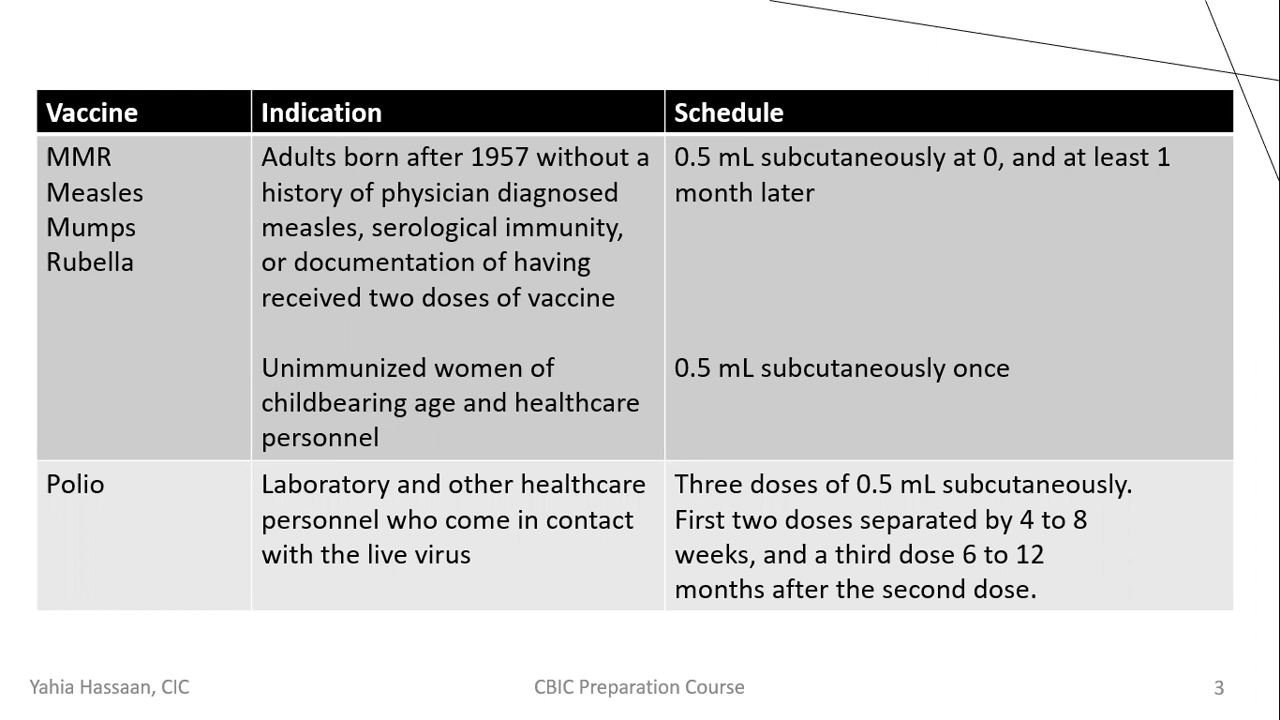 Vaccine
Indication
Schedule
MMR
Measles
Mumps
Rubella
Adults born after 1957 without a
history of physician diagnosed
measles, serological immunity,
or documentation of having
received two doses of vaccine
Unimmunized women of
childbearing age and healthcare
personnel
0.5 mL subcutaneously at 0, and at least 1
month later
0.5 mL subcutaneously once
Polio
Laboratory and other healthcare
personnel who come in contact
with the live virus
Three doses of 0.5 mL subcutaneously.
First two doses separated by 4 to 8
weeks, and a third dose 6 to 12
months after the second dose.
Yahia Hassaan, CIC
CBIC Preparation Course
3